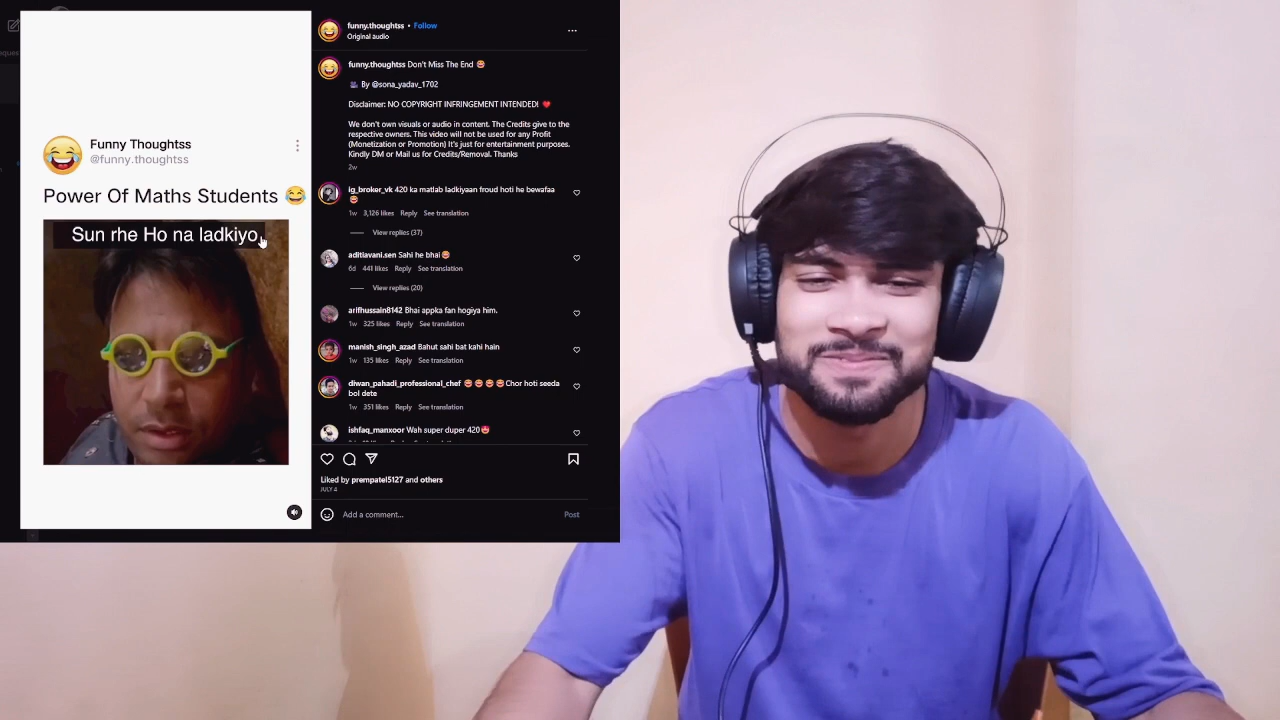 Funny Thoughtss
@funny.thoughtss
Power Of Maths Students 😂
Sun rhe Ho na ladkiyo
funny.thoughtss • Follow
Original audio
funny.thoughtss Don't Miss The End
By @sona_yadav_1702
Disclaimer: NO COPYRIGHT INFRINGEMENT INTENDED! ♥
We don't own visuals or audio in content. The Credits give to the
respective owners. This video will not be used for any Profit
(Monetization or Promotion) It's just for entertainment purposes.
Kindly DM or Mail us for Credits/Removal. Thanks
2w
ig_broker_vk 420 ka matlab ladkiyaan froud hoti he bewafaa
1w 3,126 likes Reply See translation
View replies (37)
aditiavani.sen Sahi he bhai
6d 441 likes Reply See translation
View replies (20)
arifhussain8142 Bhai appka fan hogiya him.
1w 325 likes Reply See translation
manish_singh_azad Bahut sahi bat kahi hain
1w 135 likes Reply See translation
diwan_pahadi_professional_chef Chor hoti seeda
bol dete
1w 351 likes Reply See translation
ishfaq_manxoor Wah super duper 420
Liked by prempatel5127 and others
JULY 4
Add a comment...
Post